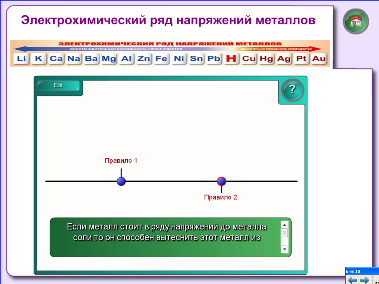 Электрохимический ряд напряжений металлов
ЭЛЕКТРОХИМИЧЕСКИЙ РЯД НАПРЯЖЕНИЙ МЕТАЛЛОВ
Li K Ca Na Ba Mg Al Zn Fe Ni Sn Pb H Cu Hg Ag Pt Au
?
Правило 1
Правило 2
Если металл стоит в ряду напряжений до металла
соли то он способен вытеснить этот металл из